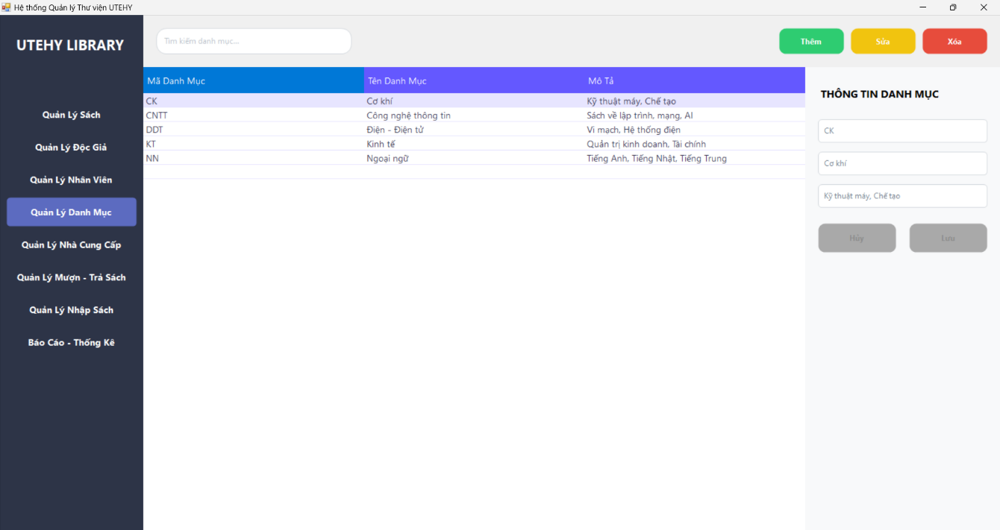 Hệ thống Quản lý Thư viện UTEHY
UTEHY LIBRARY
Quản Lý Sách
Quản Lý Độc Giả
Quản Lý Nhân Viên
Quản Lý Danh Mục
Quản Lý Nhà Cung Cấp
Quản Lý Mượn - Trả Sách
Quản Lý Nhập Sách
Báo Cáo - Thống Kê
Tìm kiếm danh mục...
Thêm Sửa Xóa
Mã Danh Mục Tên Danh Mục Mô Tả
CK Cơ khí Kỹ thuật máy, Chế tạo
CNTT Công nghệ thông tin Sách về lập trình, mạng, AI
DDT Điện - Điện tử Vi mạch, Hệ thống điện
KT Kinh tế Quản trị kinh doanh, Tài chính
NN Ngoại ngữ Tiếng Anh, Tiếng Nhật, Tiếng Trung
THÔNG TIN DANH MỤC
CK
Cơ khí
Kỹ thuật máy, Chế tạo
Hủy Lưu